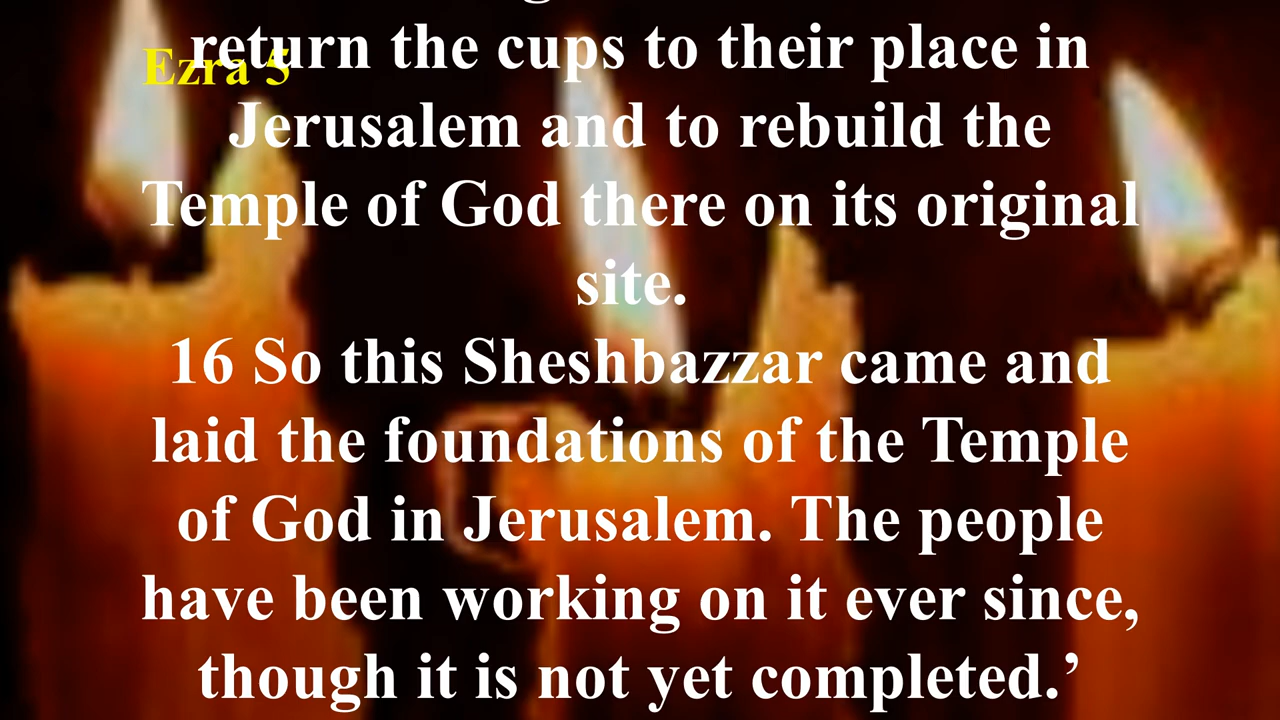 Ezra 5
return the cups to their place in
Jerusalem and to rebuild the
Temple of God there on its original
site.
16 So this Sheshbazzar came and
laid the foundations of the Temple
of God in Jerusalem. The people
have been working on it ever since,
though it is not yet completed.’